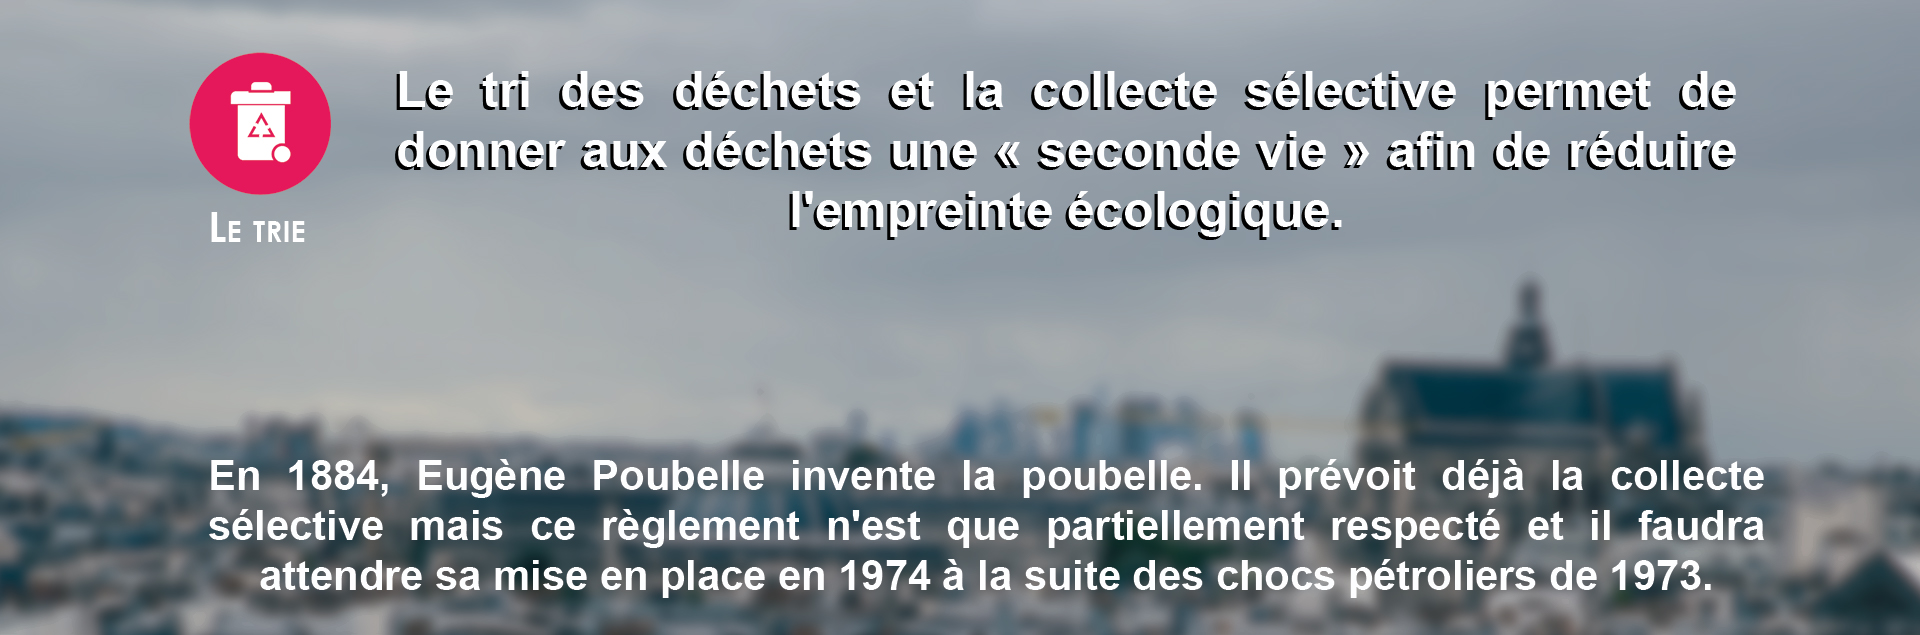 Le tri des déchets et la collecte sélective permet de
donner aux déchets une « seconde vie » afin de réduire
l'empreinte écologique.
LE TRIE
En 1884, Eugène Poubelle invente la poubelle. Il prévoit déjà la collecte
sélective mais ce règlement n'est que partiellement respecté et il faudra
attendre sa mise en place en 1974 à la suite des chocs pétroliers de 1973.